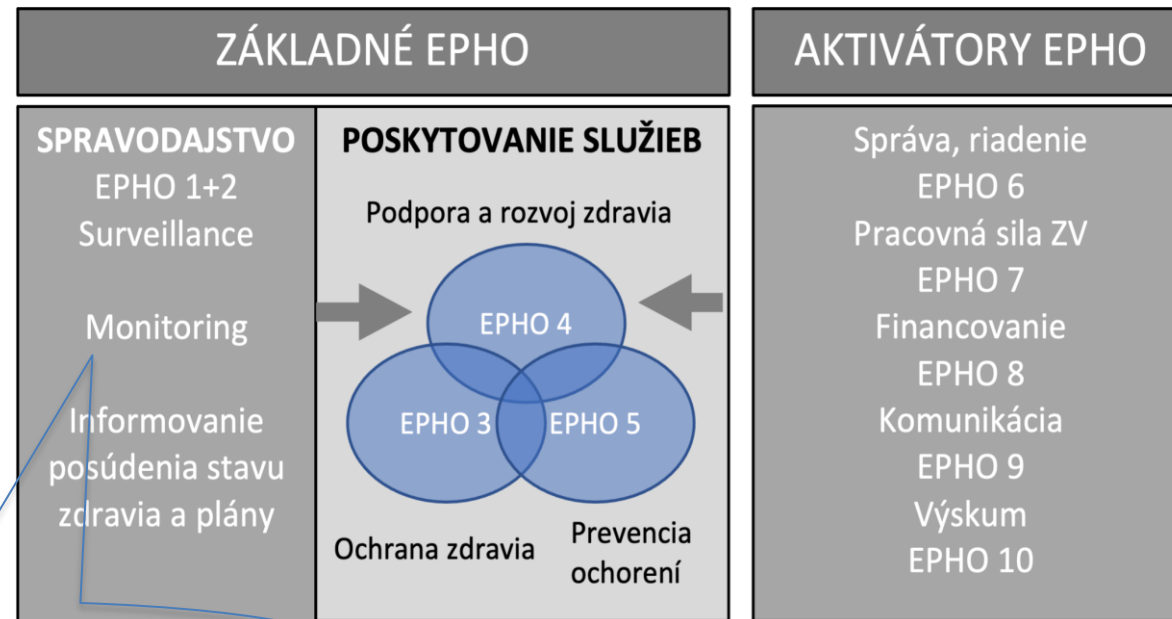 ZÁKLADNÉ EPHO
AKTIVÁTORY EPHO
SPRAVODAJSTVO
EPHO 1+2
Surveillance
Monitoring
Informovanie
posúdenia stavu
zdravia a plány
POSKYTOVANIE SLUŽIEB
Podpora a rozvoj zdravia
EPHO 4
EPHO 3
EPHO 5
Ochrana zdravia
Prevencia
ochorení
Správa, riadenie
EPHO 6
Pracovná sila ZV
EPHO 7
Financovanie
EPHO 8
Komunikácia
EPHO 9
Výskum
EPHO 10